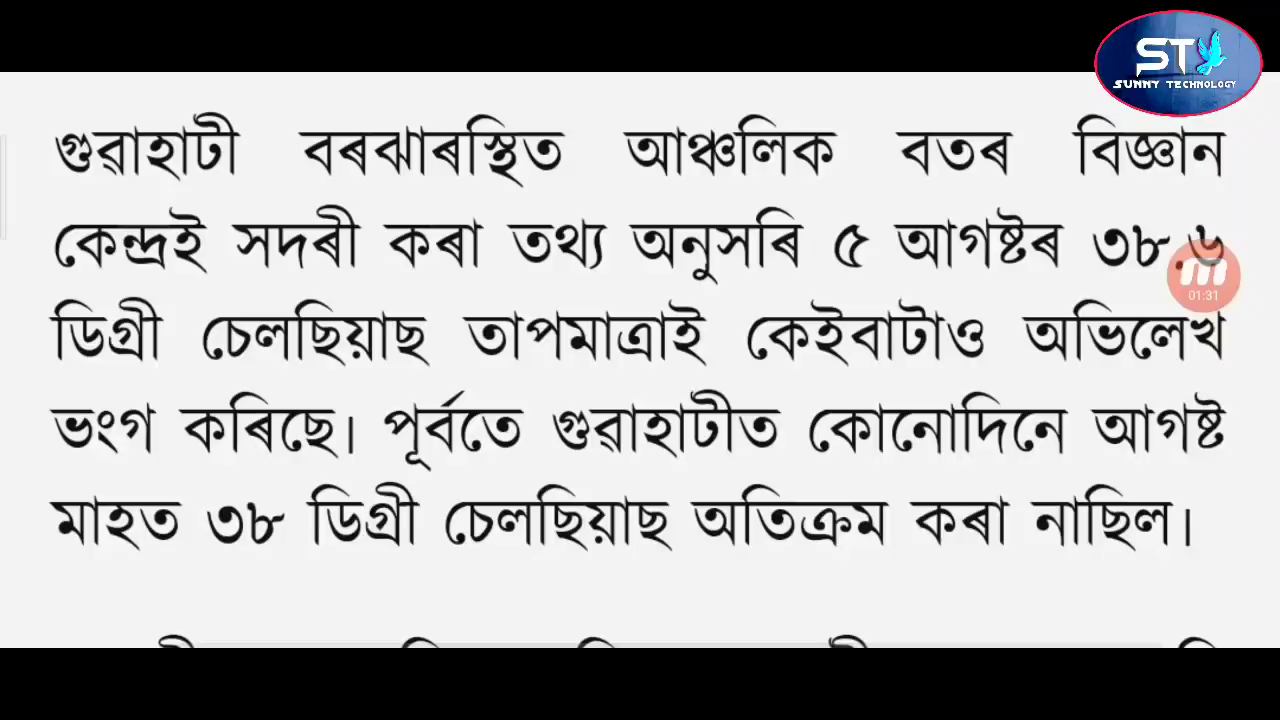 ST
SUNNY TECHNOLOGY
গুৱাহাটী বৰঝাৰস্থিত আঞ্চলিক বতৰ বিজ্ঞান
কেন্দ্ৰই সদৰী কৰা তথ্য অনুসৰি ৫ আগষ্টৰ ৩৮.৬
01:31
ডিগ্ৰী চেলছিয়াছ তাপমাত্ৰাই কেইবাটাও অভিলেখ
ভংগ কৰিছে। পূৰ্বতে গুৱাহাটীত কোনোদিনে আগষ্ট
মাহত ৩৮ ডিগ্ৰী চেলছিয়াছ অতিক্ৰম কৰা নাছিল।